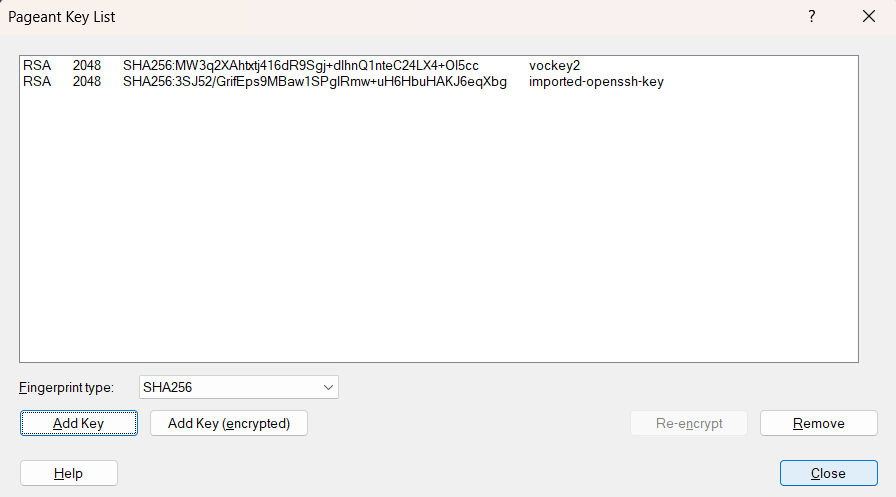 Pageant Key List
RSA 2048 SHA256:MW3q2XAhtxtj416dR9Sgj+dlhnQ1nteC24LX4+Ol5cc vockey2
RSA 2048 SHA256:3SJ52/GrifEps9MBaw1SPglRmw+uH6HbuHAKJ6eqXbg imported-openssh-key
Fingerprint type: SHA256
Add Key Add Key (encrypted) Re-encrypt Remove
Help Close